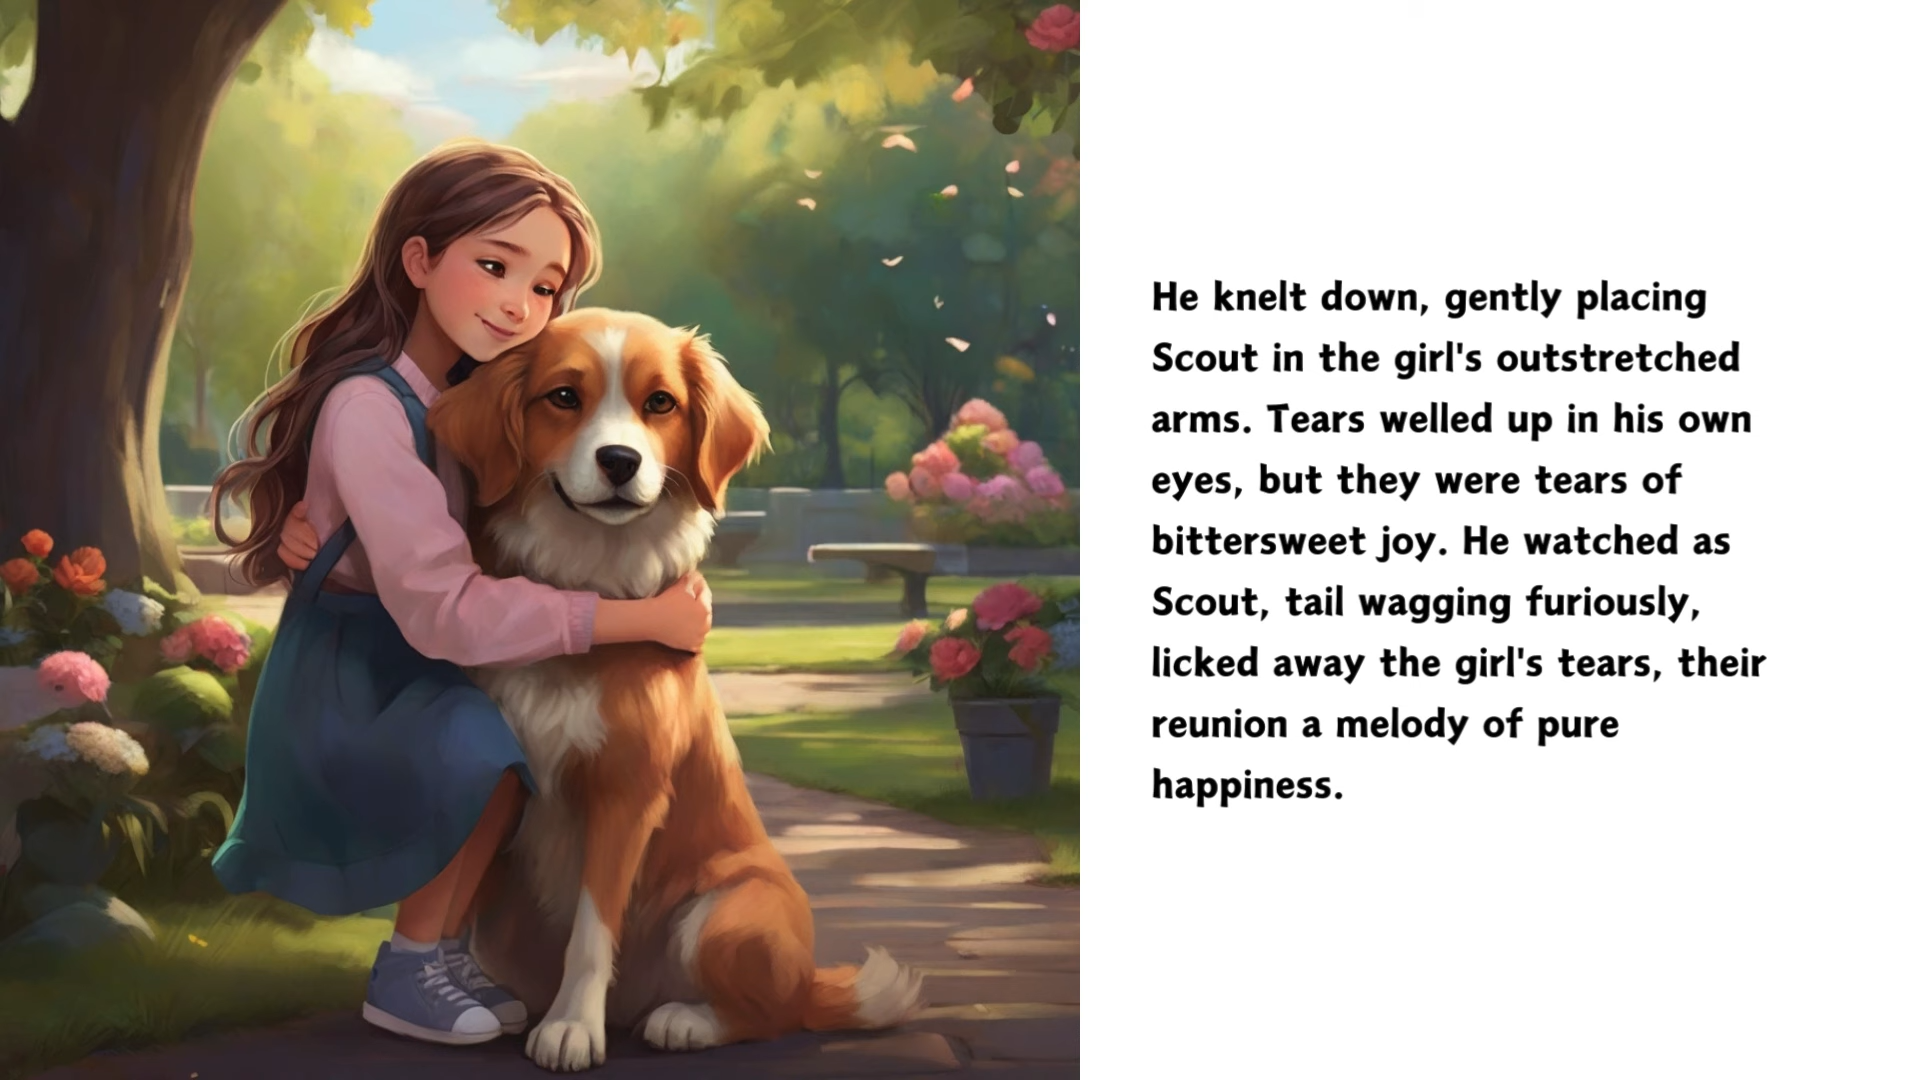 He knelt down, gently placing
Scout in the girl's outstretched
arms. Tears welled up in his own
eyes, but they were tears of
bittersweet joy. He watched as
Scout, tail wagging furiously,
licked away the girl's tears, their
reunion a melody of pure
happiness.